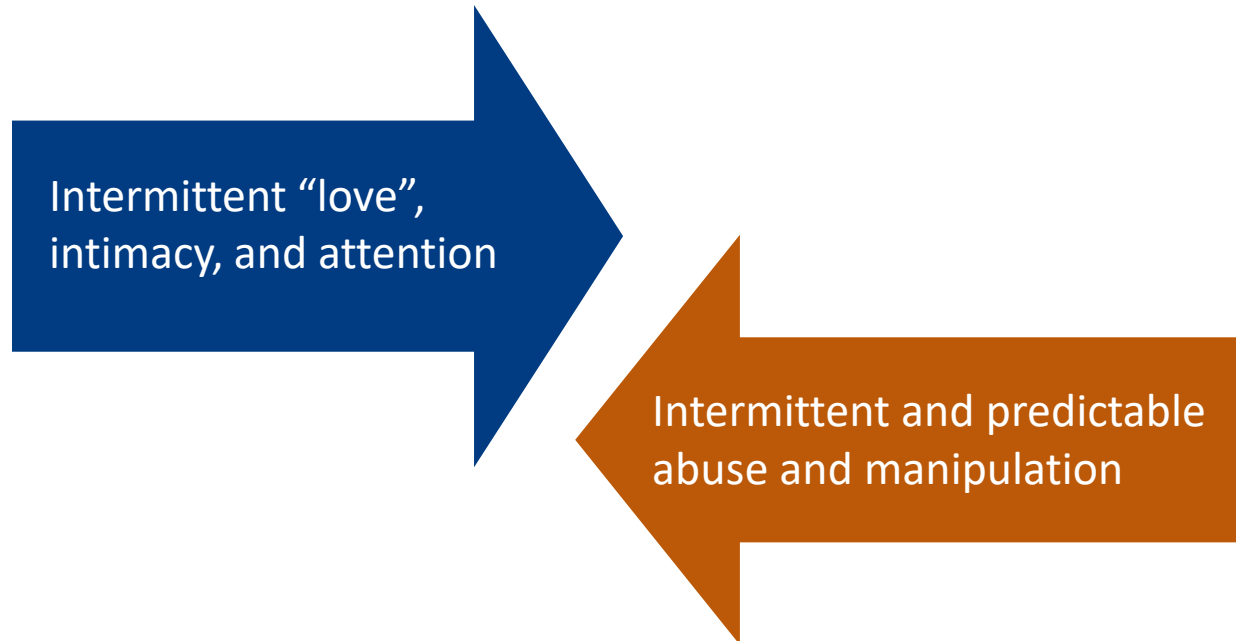 Intermittent “love”,
intimacy, and attention
Intermittent and predictable
abuse and manipulation